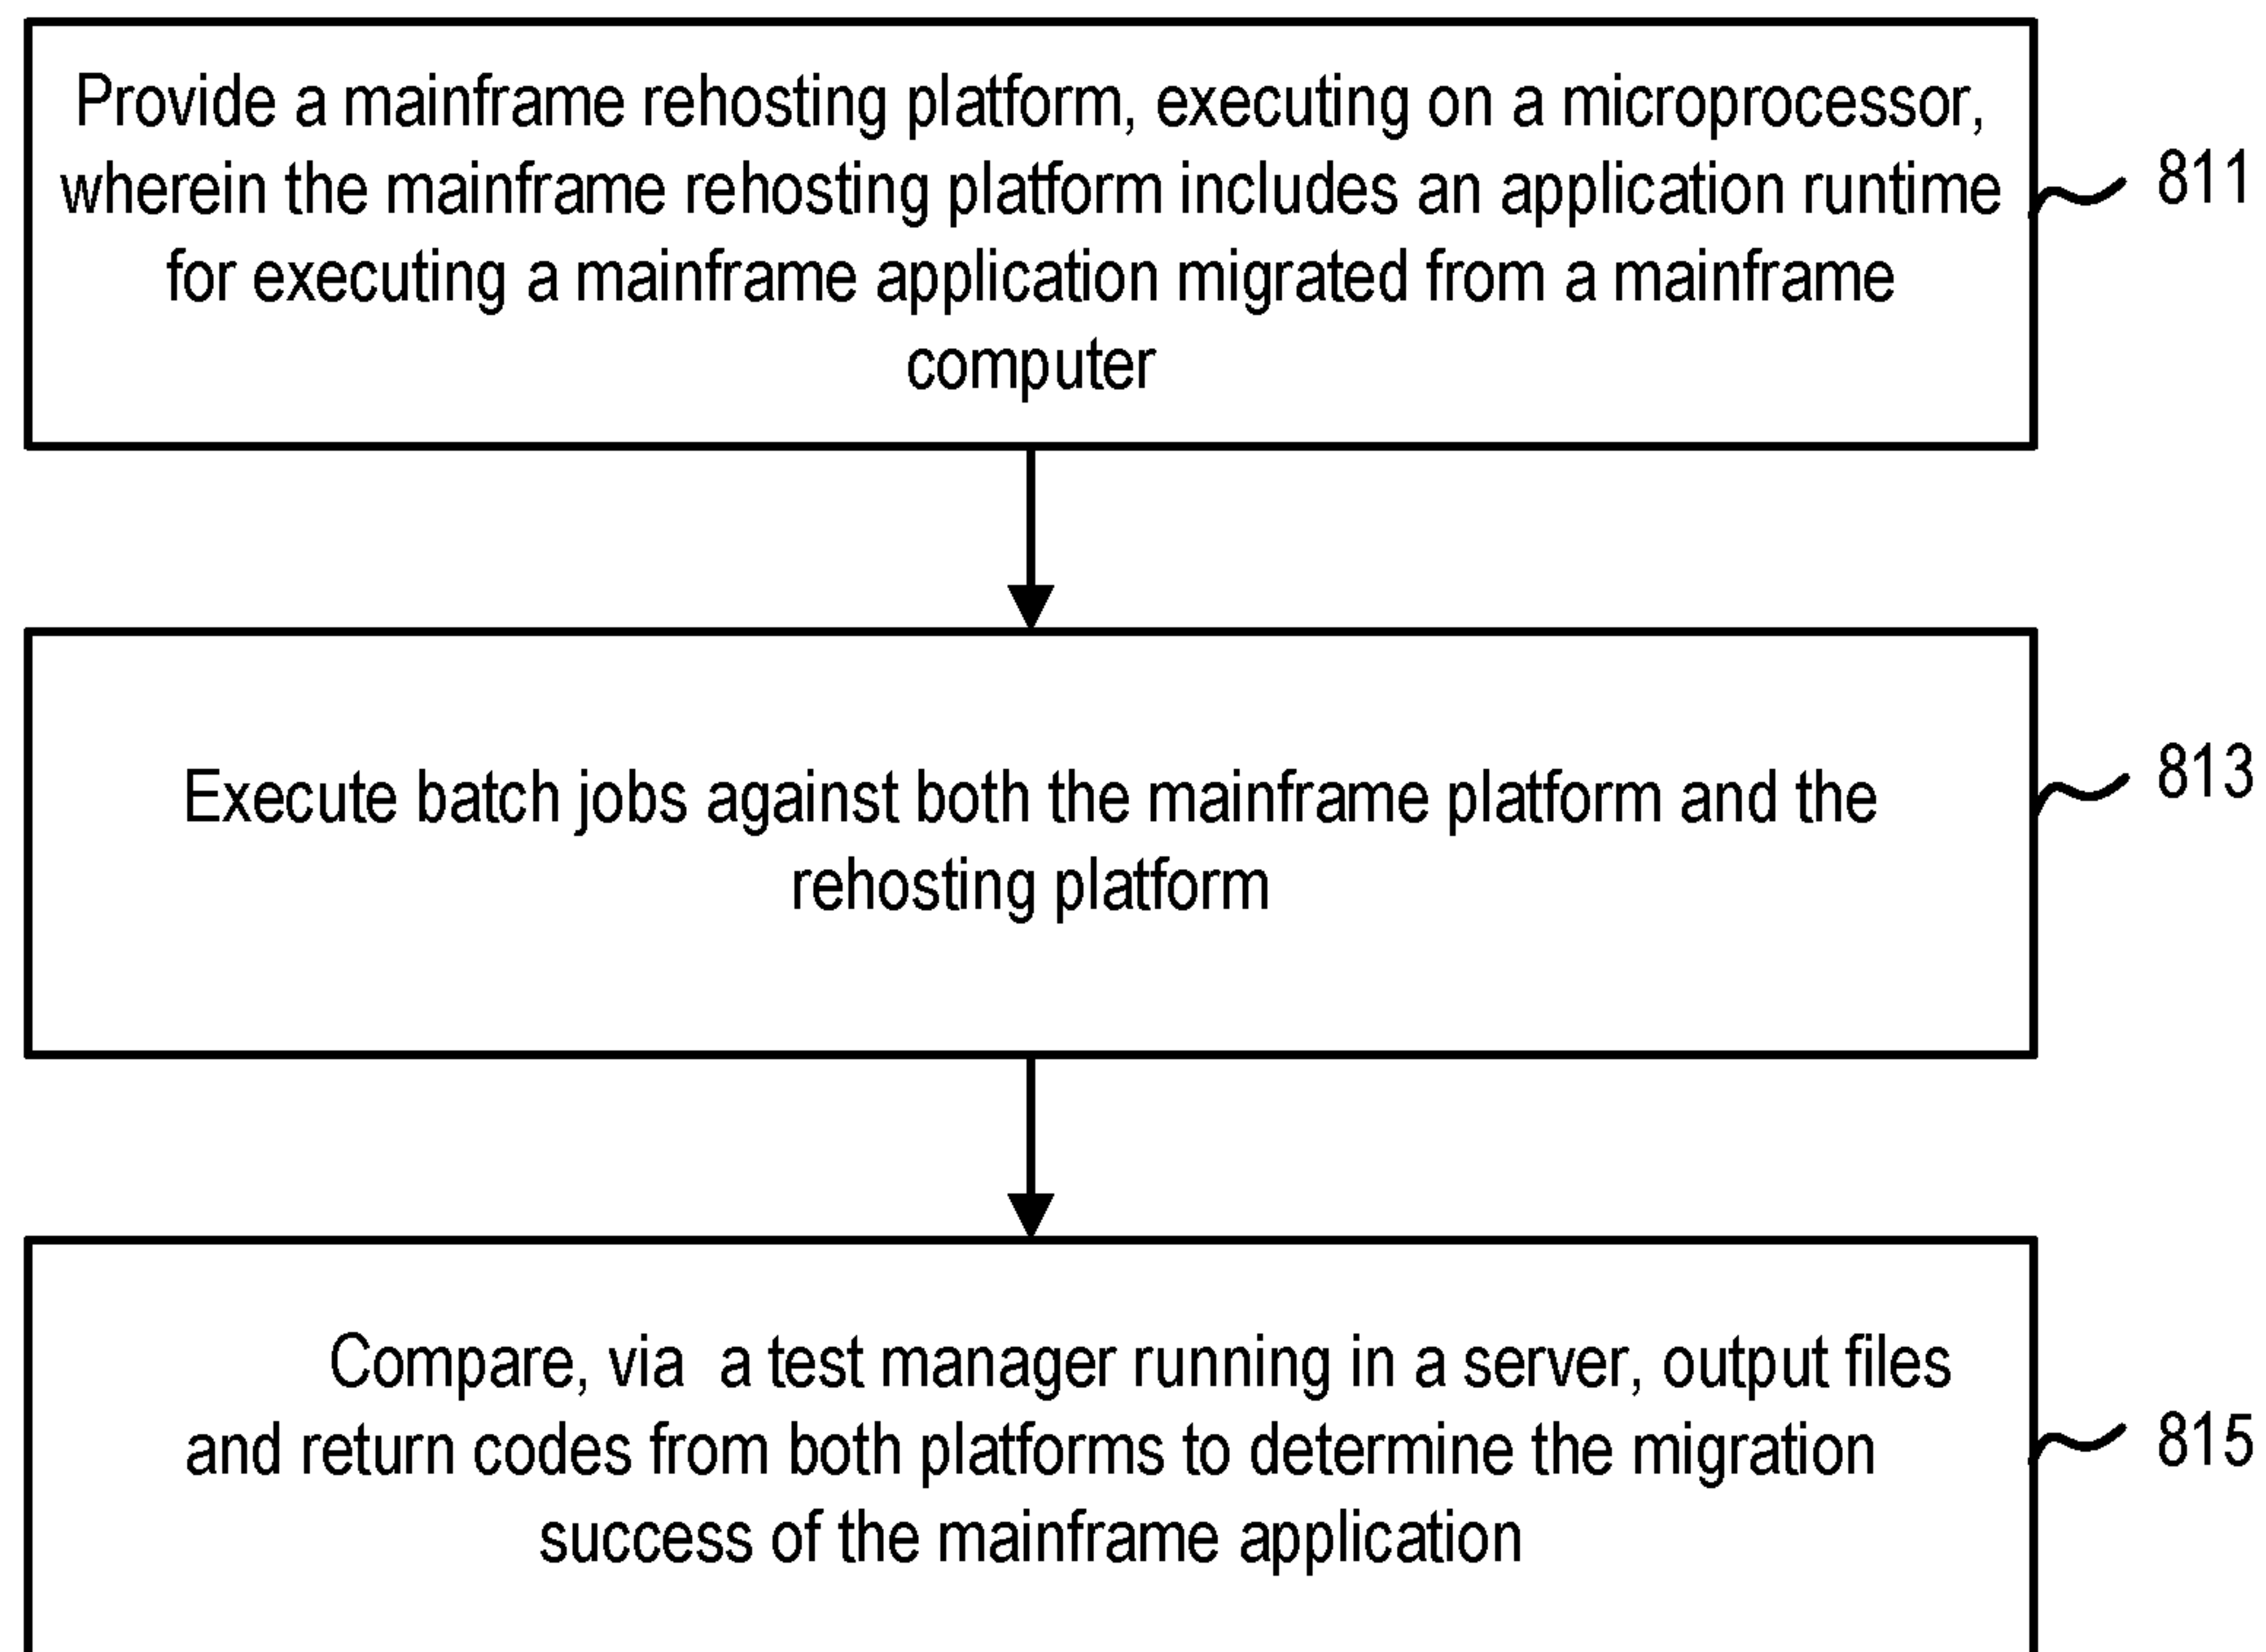 Provide a mainframe rehosting platform, executing on a microprocessor,
wherein the mainframe rehosting platform includes an application runtime
for executing a mainframe application migrated from a mainframe
computer
811
Execute batch jobs against both the mainframe platform and the
rehosting platform
813
Compare, via a test manager running in a server, output files
and return codes from both platforms to determine the migration
success of the mainframe application
815